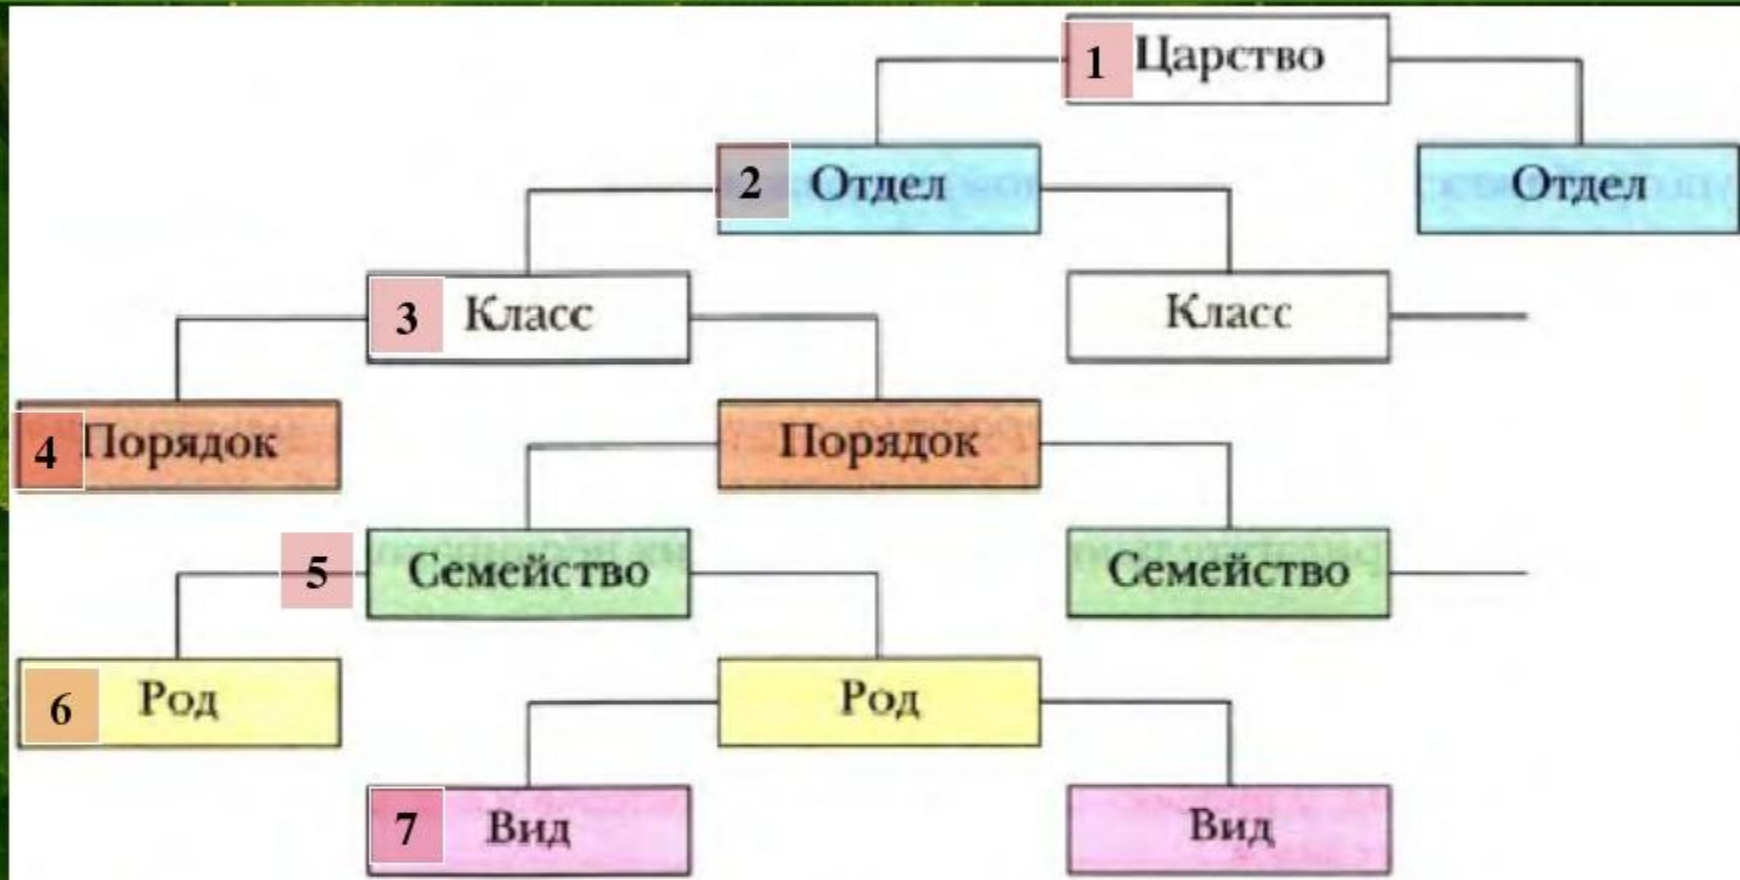 1 Царство
2 Отдел Отдел
3 Класс Класс
4 Порядок Порядок
5 Семейство Семейство
6 Род Род
7 Вид Вид